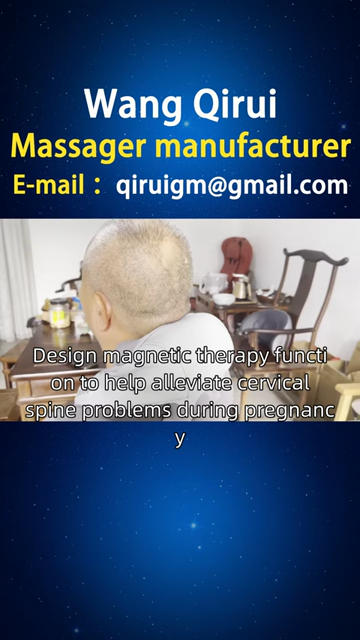 Wang Qirui
Massager manufacturer
E-mail： qiruigm@gmail.com
Design magnetic therapy functi
on to help alleviate cervical
spine problems during pregnanc
y